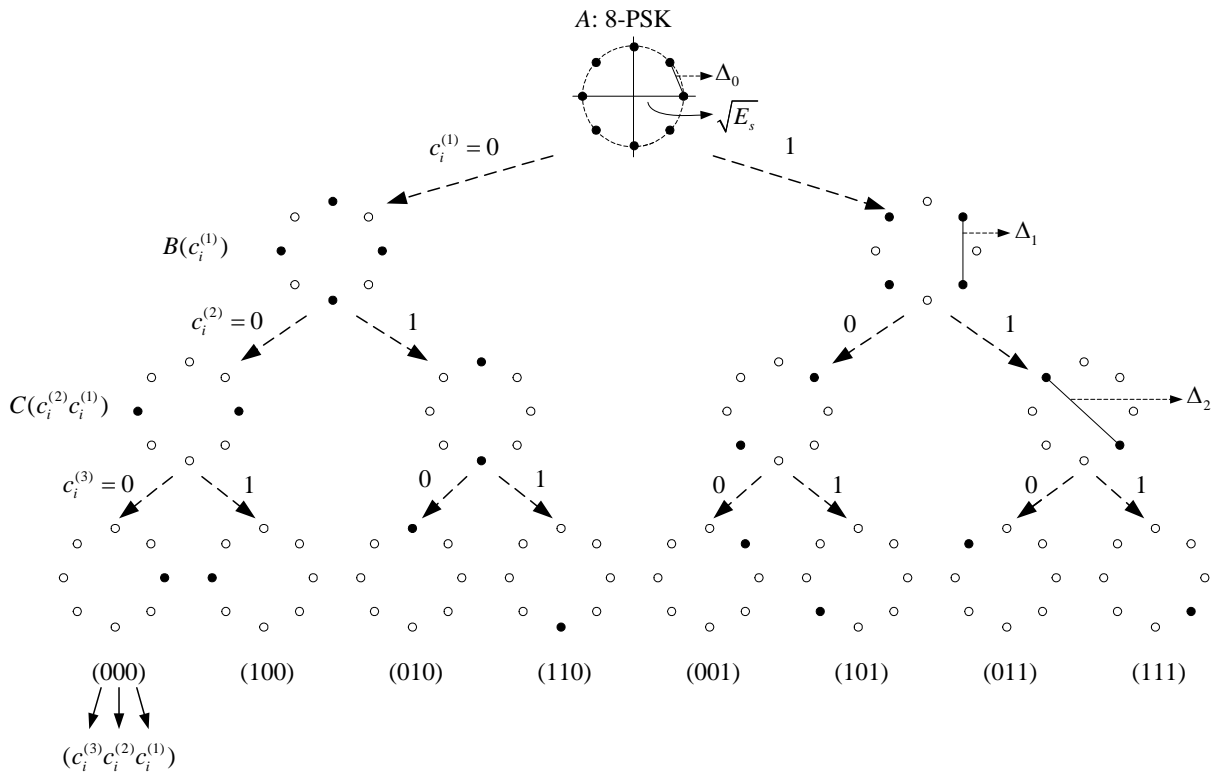 A: 8-PSK
Δ₀
√Eₛ
cᵢ⁽¹⁾ = 0
1
B(cᵢ⁽¹⁾)
Δ₁
cᵢ⁽²⁾ = 0
1
0
1
C(cᵢ⁽²⁾cᵢ⁽¹⁾)
Δ₂
cᵢ⁽³⁾ = 0
1
0
1
0
1
0
1
(000)
(100)
(010)
(110)
(001)
(101)
(011)
(111)
(cᵢ⁽³⁾cᵢ⁽²⁾cᵢ⁽¹⁾)